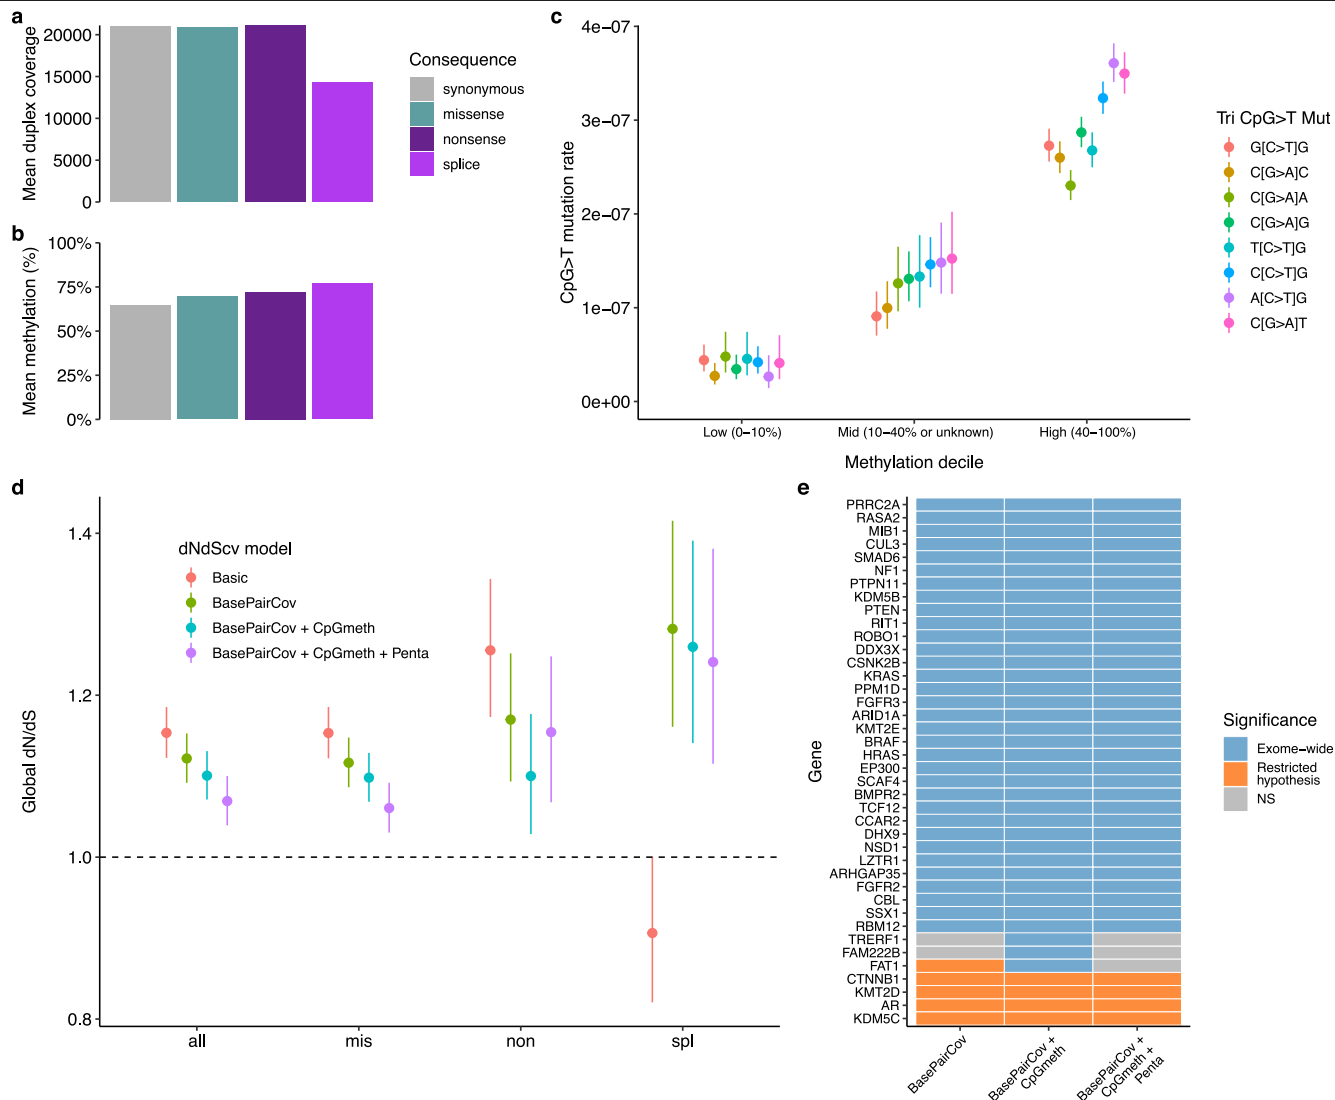 a
20000
15000
10000
5000
0
Mean duplex coverage
Consequence
synonymous
missense
nonsense
splice
b
100%
75%
50%
25%
0%
Mean methylation (%)
c
4e−07
3e−07
2e−07
1e−07
0e+00
CpG>T mutation rate
Low (0−10%)
Mid (10−40% or unknown)
High (40−100%)
Methylation decile
Tri CpG>T Mut
G[C>T]G
C[G>A]C
C[G>A]A
C[G>A]G
T[C>T]G
C[C>T]G
A[C>T]G
C[G>A]T
d
1.4
1.2
1.0
0.8
Global dN/dS
dNdScv model
Basic
BasePairCov
BasePairCov + CpGmeth
BasePairCov + CpGmeth + Penta
all
mis
non
spl
e
Gene
PRRC2A
RASA2
MIB1
CUL3
SMAD6
NF1
PTPN11
KDM5B
PTEN
RIT1
ROBO1
DDX3X
CSNK2B
KRAS
PPM1D
FGFR3
ARID1A
KMT2E
BRAF
HRAS
EP300
SCAF4
BMPR2
TCF12
CCAR2
DHX9
NSD1
LZTR1
ARHGAP35
FGFR2
CBL
SSX1
RBM12
TRERF1
FAM222B
FAT1
CTNNB1
KMT2D
AR
KDM5C
BasePairCov
BasePairCov +
CpGmeth
BasePairCov +
CpGmeth +
Penta
Significance
Exome−wide
Restricted
hypothesis
NS